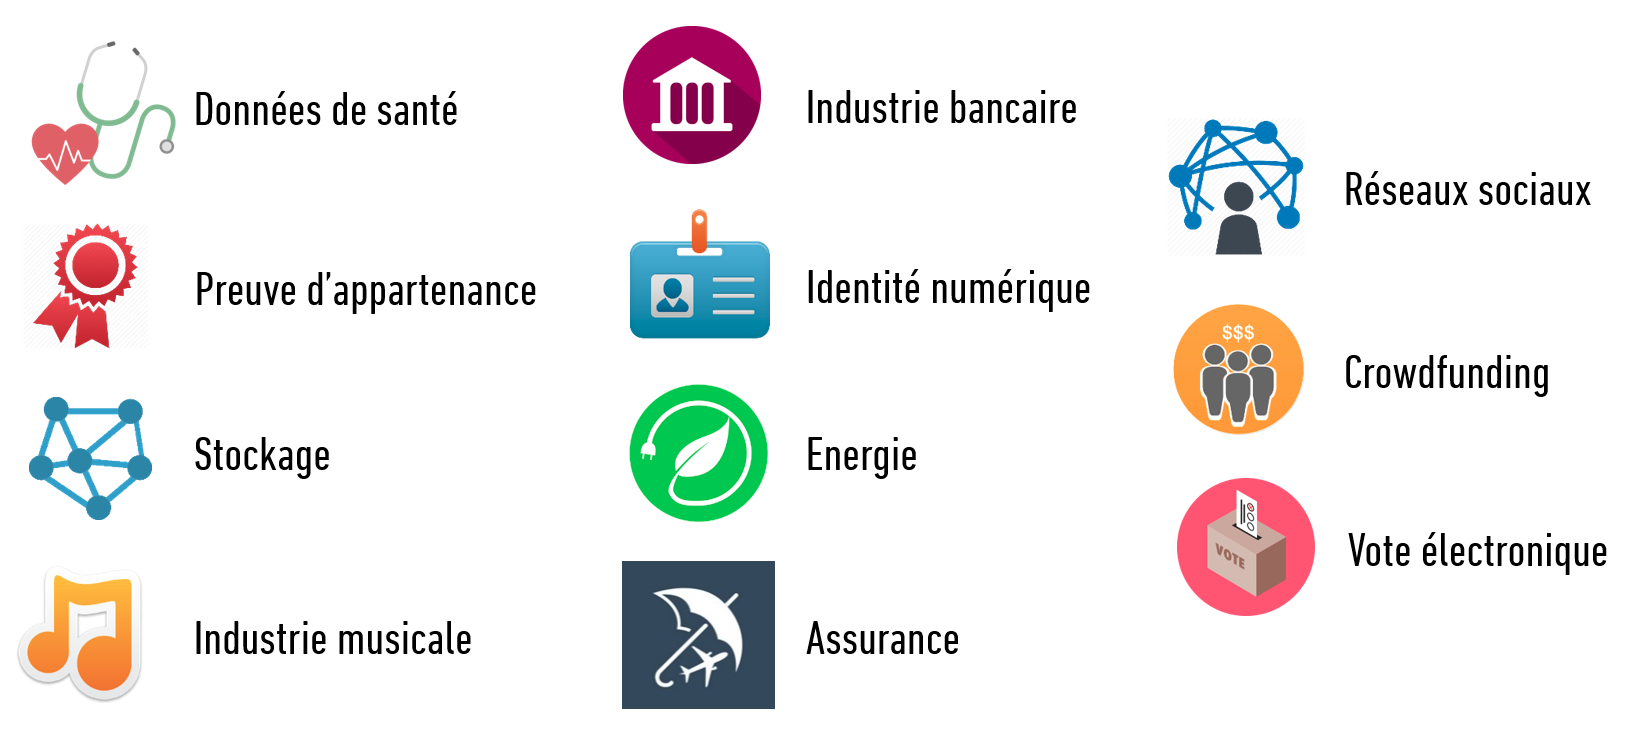 Données de santé
Preuve d'appartenance
Stockage
Industrie musicale
Industrie bancaire
Identité numérique
Energie
Assurance
Réseaux sociaux
$$$
Crowdfunding
VOTE
Vote électronique